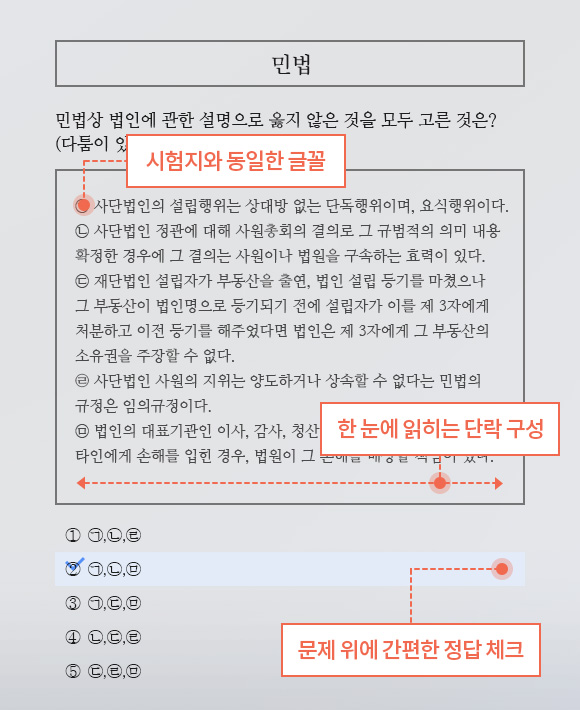 민법
민법상 법인에 관한 설명으로 옳지 않은 것을 모두 고른 것은?
(다툼이 있
시험지와 동일한 글꼴
㉠ 사단법인의 설립행위는 상대방 없는 단독행위이며, 요식행위이다.
㉡ 사단법인 정관에 대해 사원총회의 결의로 그 규범적의 의미 내용
확정한 경우에 그 결의는 사원이나 법원을 구속하는 효력이 있다.
㉢ 재단법인 설립자가 부동산을 출연, 법인 설립 등기를 마쳤으나
그 부동산이 법인명으로 등기되기 전에 설립자가 이를 제 3자에게
처분하고 이전 등기를 해주었다면 법인은 제 3자에게 그 부동산의
소유권을 주장할 수 없다.
㉣ 사단법인 사원의 지위는 양도하거나 상속할 수 없다는 민법의
규정은 임의규정이다.
㉤ 법인의 대표기관인 이사, 감사, 청산
한 눈에 읽히는 단락 구성
타인에게 손해를 입힌 경우, 법원이 그 손해를 배상할 책임이 있다.
① ㉠,㉡,㉣
② ㉠,㉡,㉤
③ ㉠,㉢,㉤
④ ㉡,㉢,㉣
⑤ ㉢,㉣,㉤
문제 위에 간편한 정답 체크